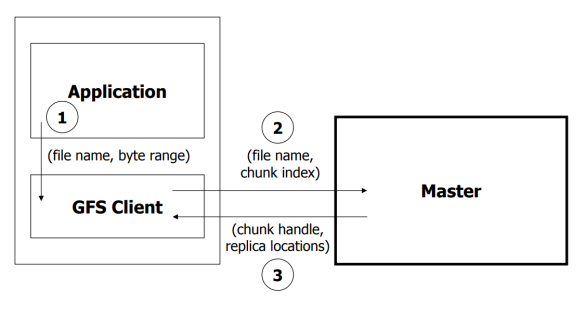 Application
1
(file name, byte range)
GFS Client
2
(file name,
chunk index)
Master
(chunk handle,
replica locations)
3